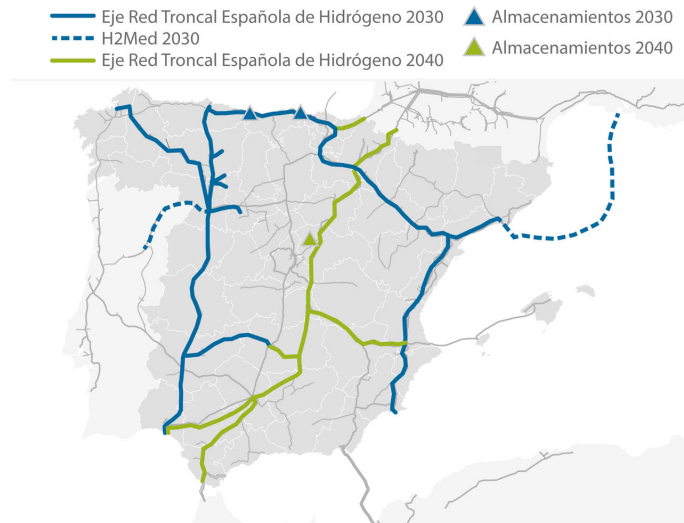 Eje Red Troncal Española de Hidrógeno 2030
H2Med 2030
Eje Red Troncal Española de Hidrógeno 2040
Almacenamientos 2030
Almacenamientos 2040